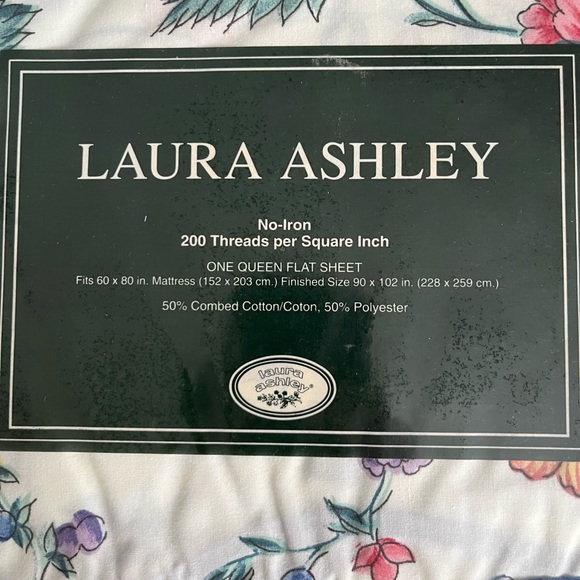 LAURA ASHLEY
No-Iron
200 Threads per Square Inch
ONE QUEEN FLAT SHEET
Fits 60 x 80 in. Mattress (152 x 203 cm.) Finished Size 90 x 102 in. (228 x 259 cm.)
50% Combed Cotton/Coton, 50% Polyester
laura
ashley®